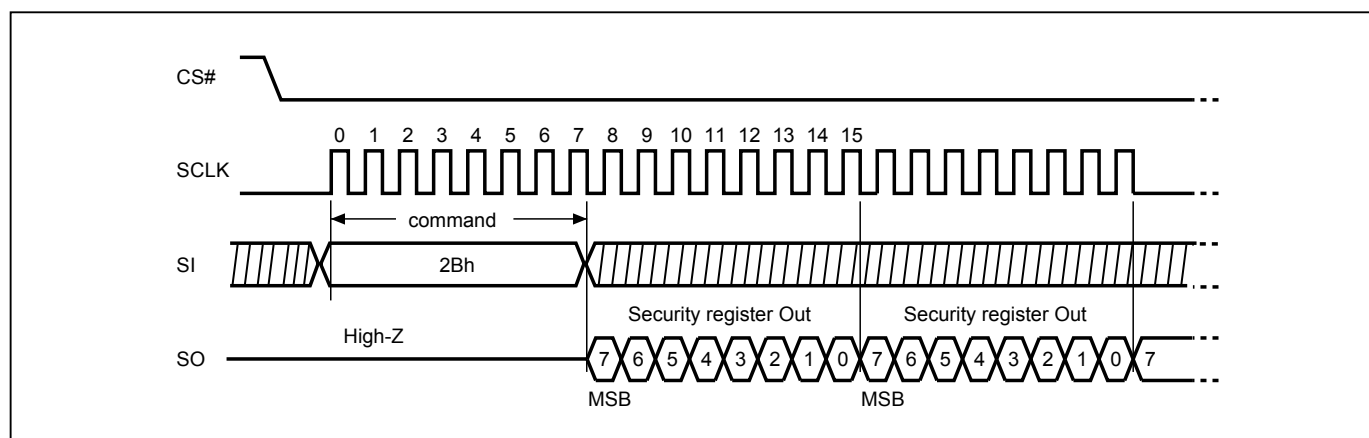 CS#
0 1 2 3 4 5 6 7 8 9 10 11 12 13 14 15
SCLK
command
SI
2Bh
Security register Out Security register Out
High-Z
SO
7 6 5 4 3 2 1 0 7 6 5 4 3 2 1 0 7
MSB MSB